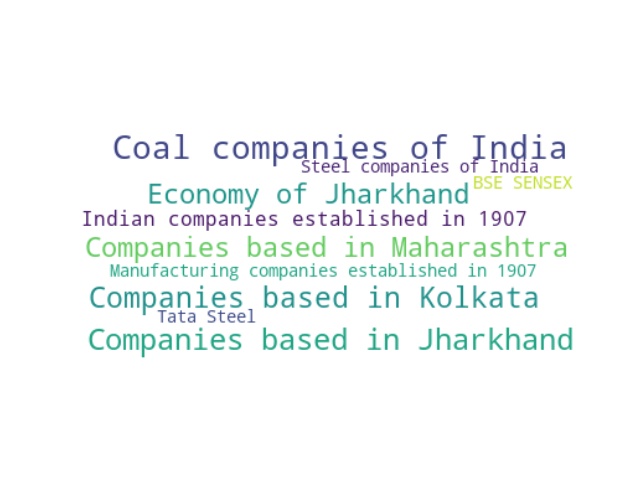 Coal companies of India
Steel companies of India
BSE SENSEX
Economy of Jharkhand
Indian companies established in 1907
Companies based in Maharashtra
Manufacturing companies established in 1907
Companies based in Kolkata
Tata Steel
Companies based in Jharkhand